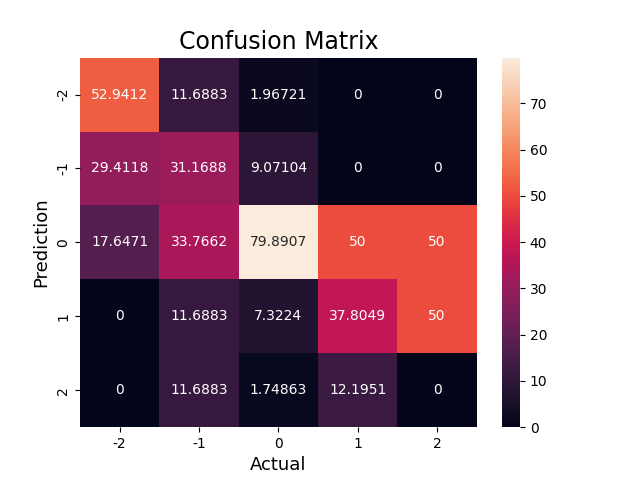 Confusion Matrix
-2 52.9412 11.6883 1.96721 0 0
-1 29.4118 31.1688 9.07104 0 0
0 17.6471 33.7662 79.8907 50 50
1 0 11.6883 7.3224 37.8049 50
2 0 11.6883 1.74863 12.1951 0
-2 -1 0 1 2
Actual
Prediction
70
60
50
40
30
20
10
0